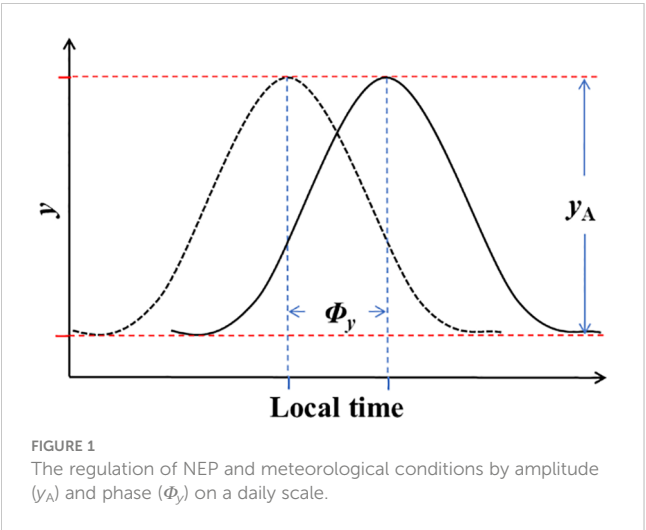 y
y_A
Φ_y
Local time
FIGURE 1
The regulation of NEP and meteorological conditions by amplitude
(y_A) and phase (Φ_y) on a daily scale.